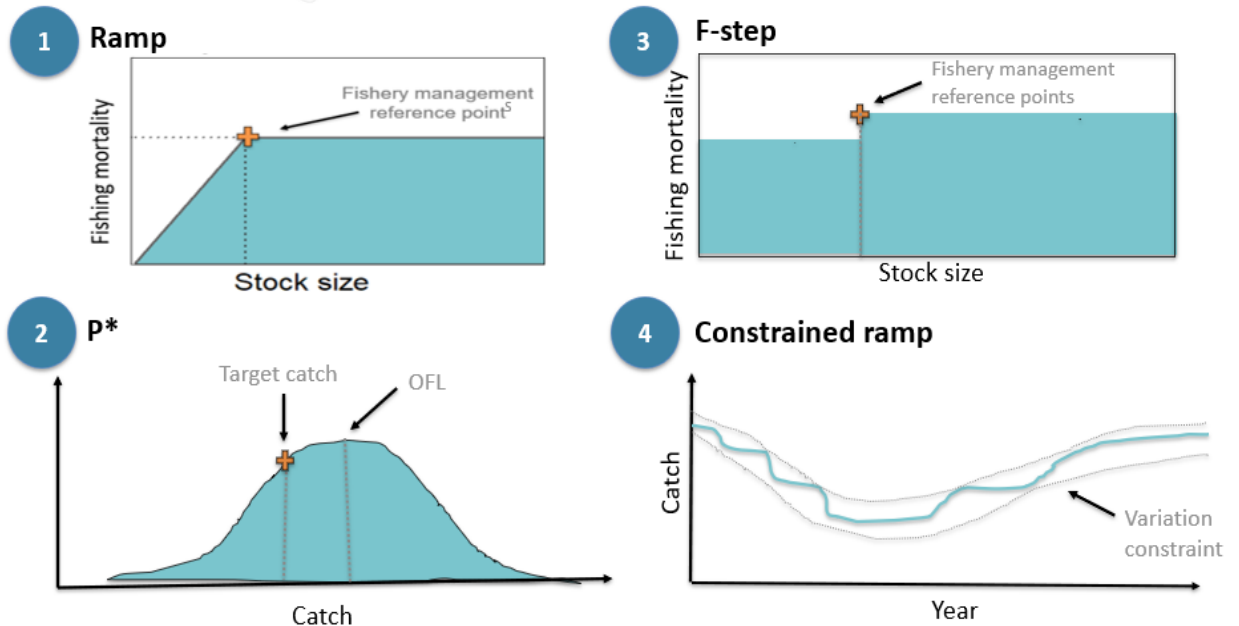 1
Ramp
Fishing mortality
Fishery management
reference points
Stock size
3
F-step
Fishing mortality
Fishery management
reference points
Stock size
2
P*
Target catch
OFL
Catch
4
Constrained ramp
Catch
Variation
constraint
Year